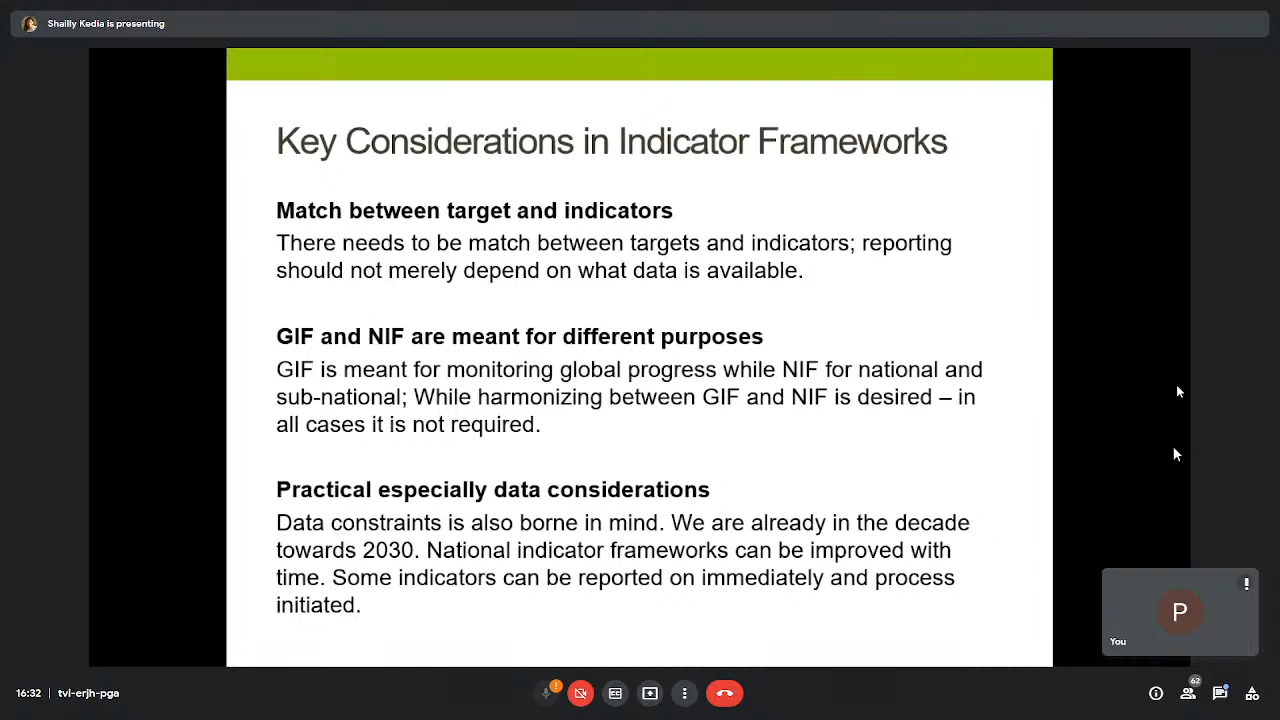 Shailly Kedia is presenting
Key Considerations in Indicator Frameworks
Match between target and indicators
There needs to be match between targets and indicators; reporting
should not merely depend on what data is available.
GIF and NIF are meant for different purposes
GIF is meant for monitoring global progress while NIF for national and
sub-national; While harmonizing between GIF and NIF is desired – in
all cases it is not required.
Practical especially data considerations
Data constraints is also borne in mind. We are already in the decade
towards 2030. National indicator frameworks can be improved with
time. Some indicators can be reported on immediately and process
initiated.
P
You
16:32 | tvi-erjh-pga
62